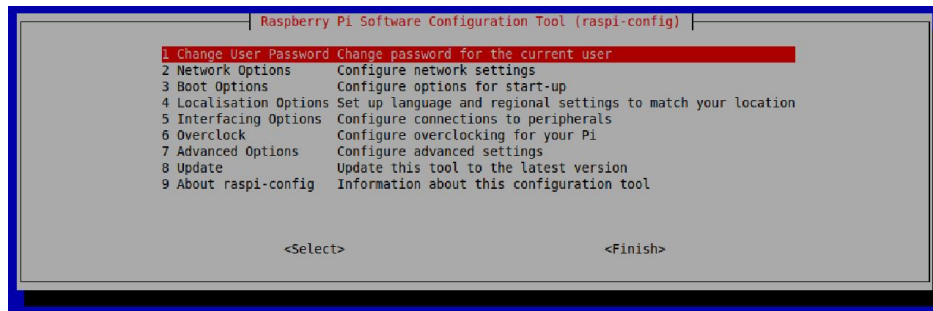 Raspberry Pi Software Configuration Tool (raspi-config)
1 Change User Password Change password for the current user
2 Network Options Configure network settings
3 Boot Options Configure options for start-up
4 Localisation Options Set up language and regional settings to match your location
5 Interfacing Options Configure connections to peripherals
6 Overclock Configure overclocking for your Pi
7 Advanced Options Configure advanced settings
8 Update Update this tool to the latest version
9 About raspi-config Information about this configuration tool
<Select> <Finish>